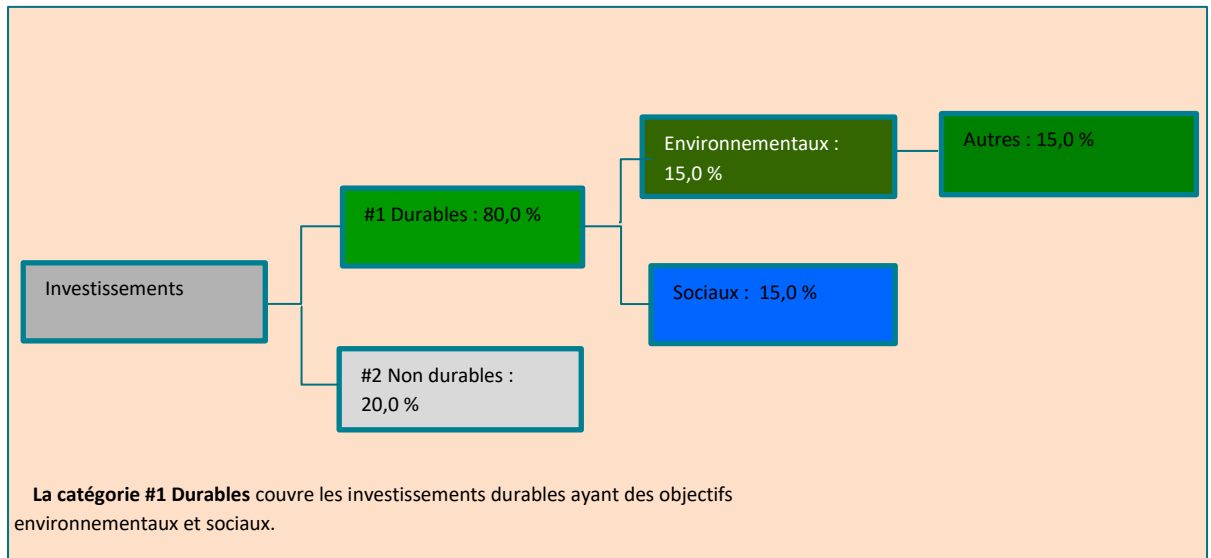 Environnementaux :
15,0 %
Autres : 15,0 %
#1 Durables : 80,0 %
Investissements
Sociaux :  15,0 %
#2 Non durables :
20,0 %
La catégorie #1 Durables couvre les investissements durables ayant des objectifs
environnementaux et sociaux.